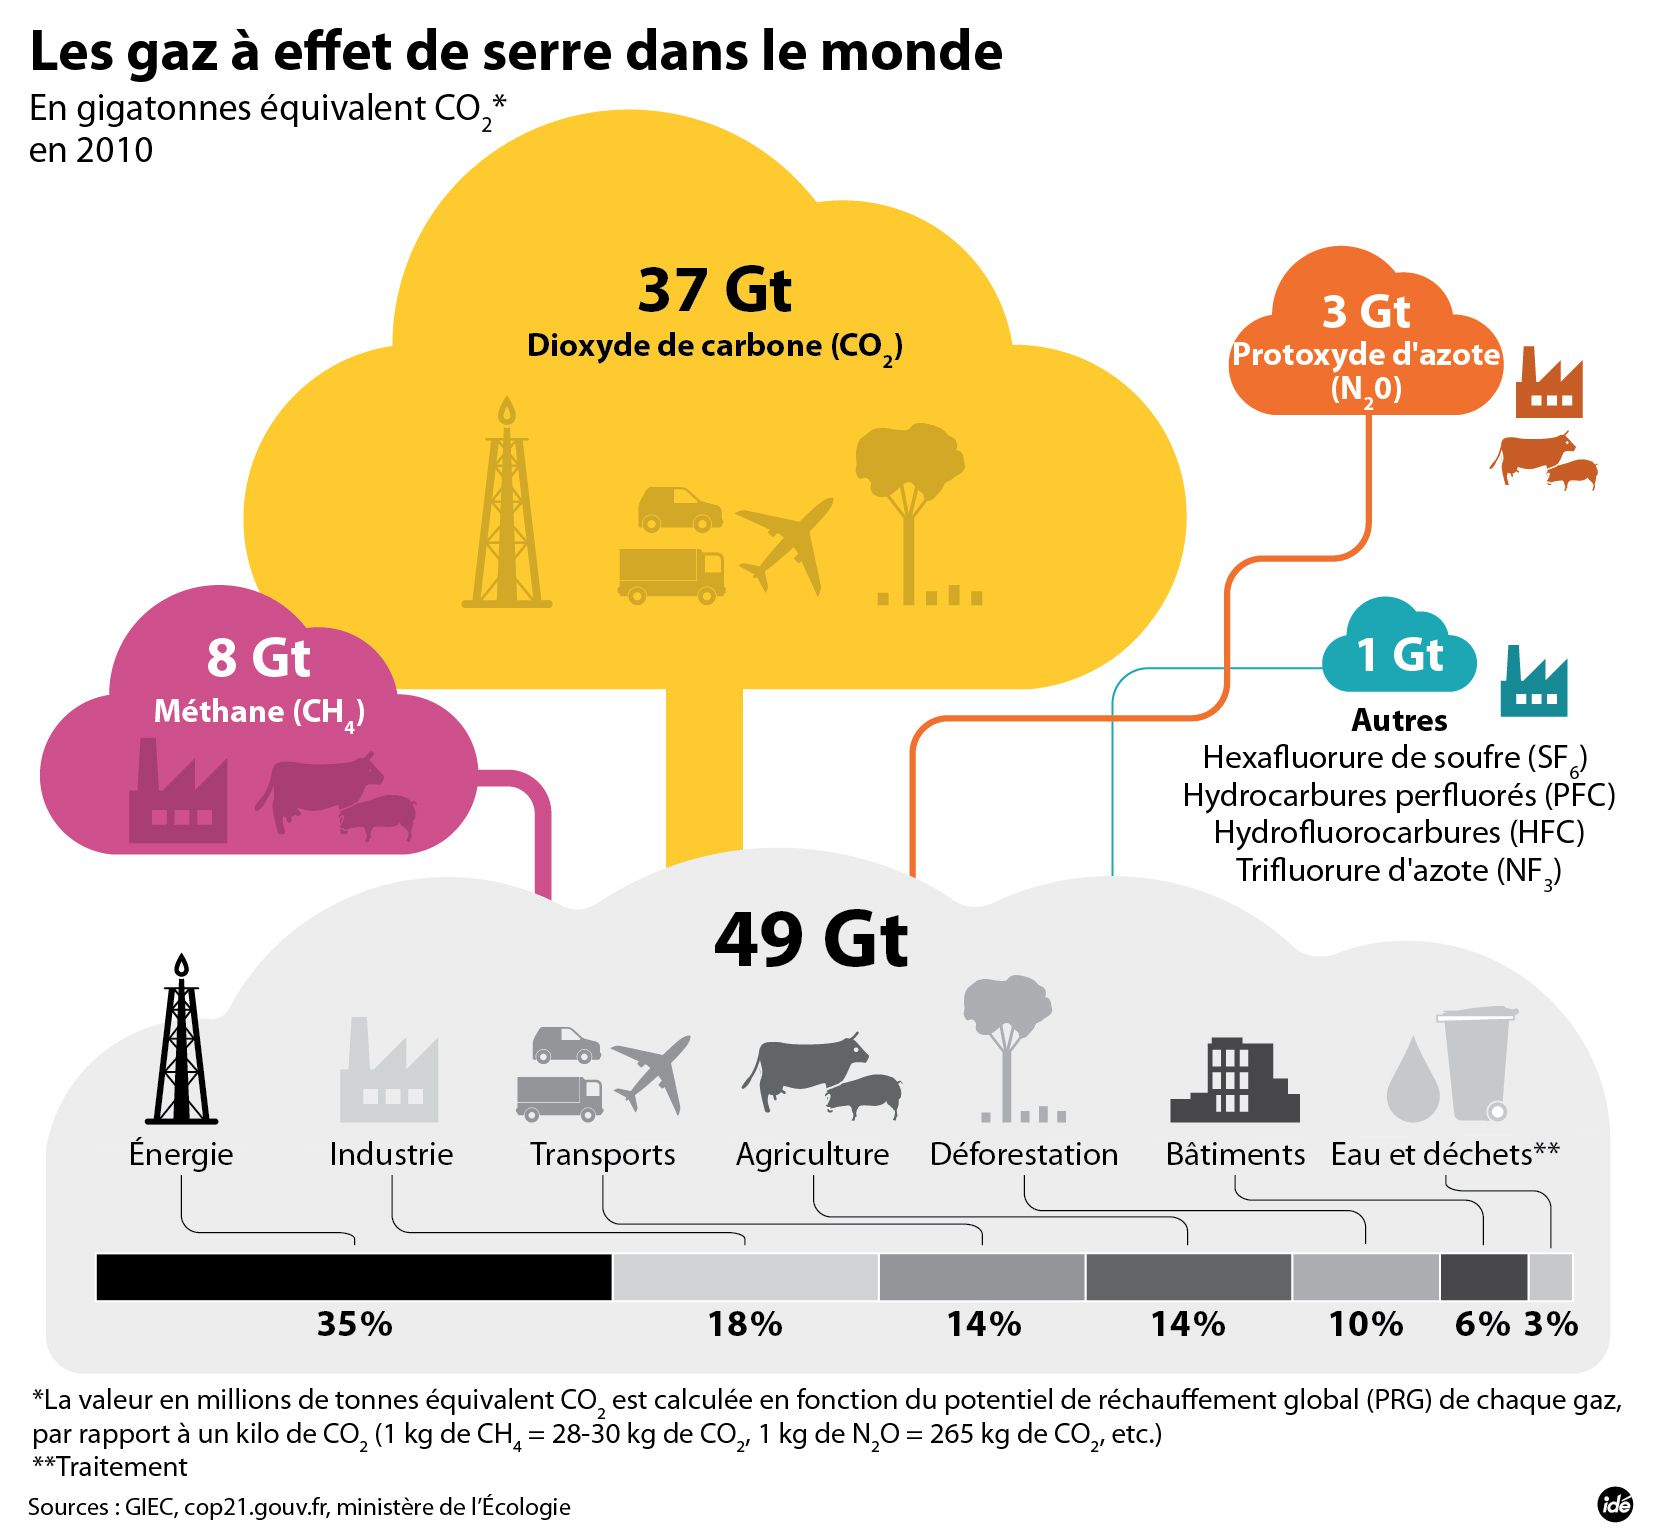 Les gaz à effet de serre dans le monde
En gigatonnes équivalent CO₂*
en 2010
37 Gt
Dioxyde de carbone (CO₂)
3 Gt
Protoxyde d'azote
(N₂0)
8 Gt
Méthane (CH₄)
1 Gt
Autres
Hexafluorure de soufre (SF₆)
Hydrocarbures perfluorés (PFC)
Hydrofluorocarbures (HFC)
Trifluorure d'azote (NF₃)
49 Gt
Énergie Industrie Transports Agriculture Déforestation Bâtiments Eau et déchets**
35% 18% 14% 14% 10% 6% 3%
*La valeur en millions de tonnes équivalent CO₂ est calculée en fonction du potentiel de réchauffement global (PRG) de chaque gaz,
par rapport à un kilo de CO₂ (1 kg de CH₄ = 28-30 kg de CO₂, 1 kg de N₂O = 265 kg de CO₂, etc.)
**Traitement
Sources : GIEC, cop21.gouv.fr, ministère de l'Écologie
idé